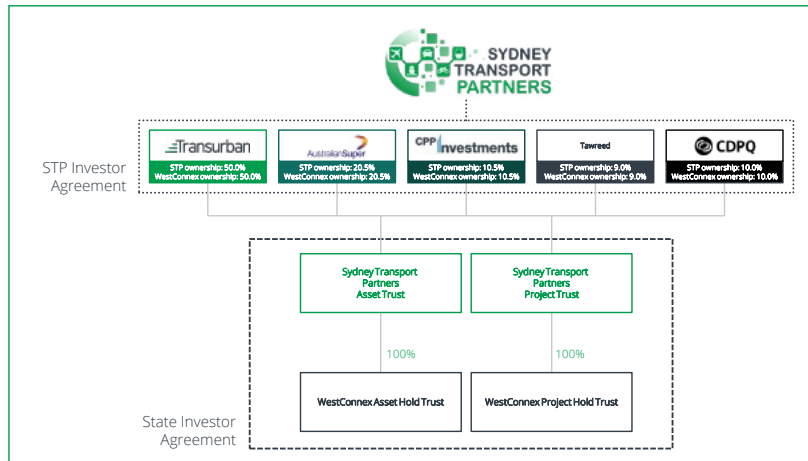 SYDNEY
TRANSPORT
PARTNERS
STP Investor
Agreement
Transurban
STP ownership: 50.0%
WestConnex ownership: 50.0%
AustralianSuper
STP ownership: 20.5%
WestConnex ownership: 20.5%
CPP Investments
STP ownership: 10.5%
WestConnex ownership: 10.5%
Tawreed
STP ownership: 9.0%
WestConnex ownership: 9.0%
CDPQ
STP ownership: 10.0%
WestConnex ownership: 10.0%
Sydney Transport
Partners
Asset Trust
Sydney Transport
Partners
Project Trust
100%
100%
WestConnex Asset Hold Trust
WestConnex Project Hold Trust
State Investor
Agreement